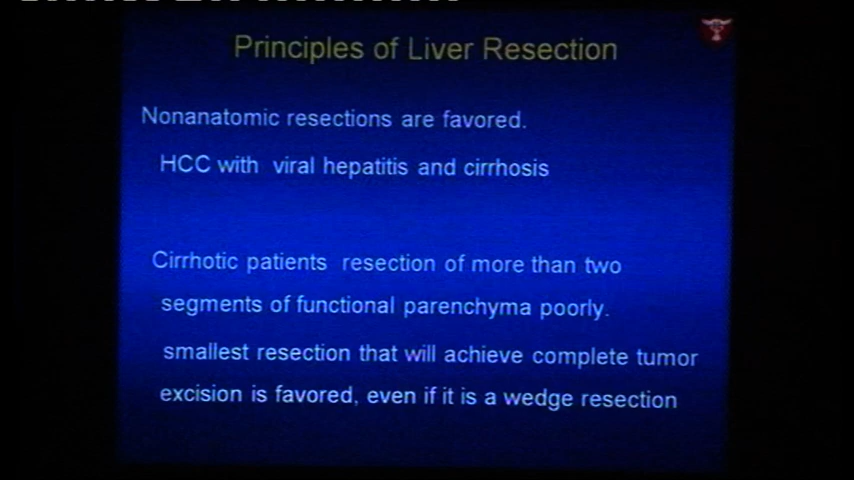 Principles of Liver Resection
Nonanatomic resections are favored.
HCC with viral hepatitis and cirrhosis
Cirrhotic patients resection of more than two
segments of functional parenchyma poorly.
smallest resection that will achieve complete tumor
excision is favored, even if it is a wedge resection